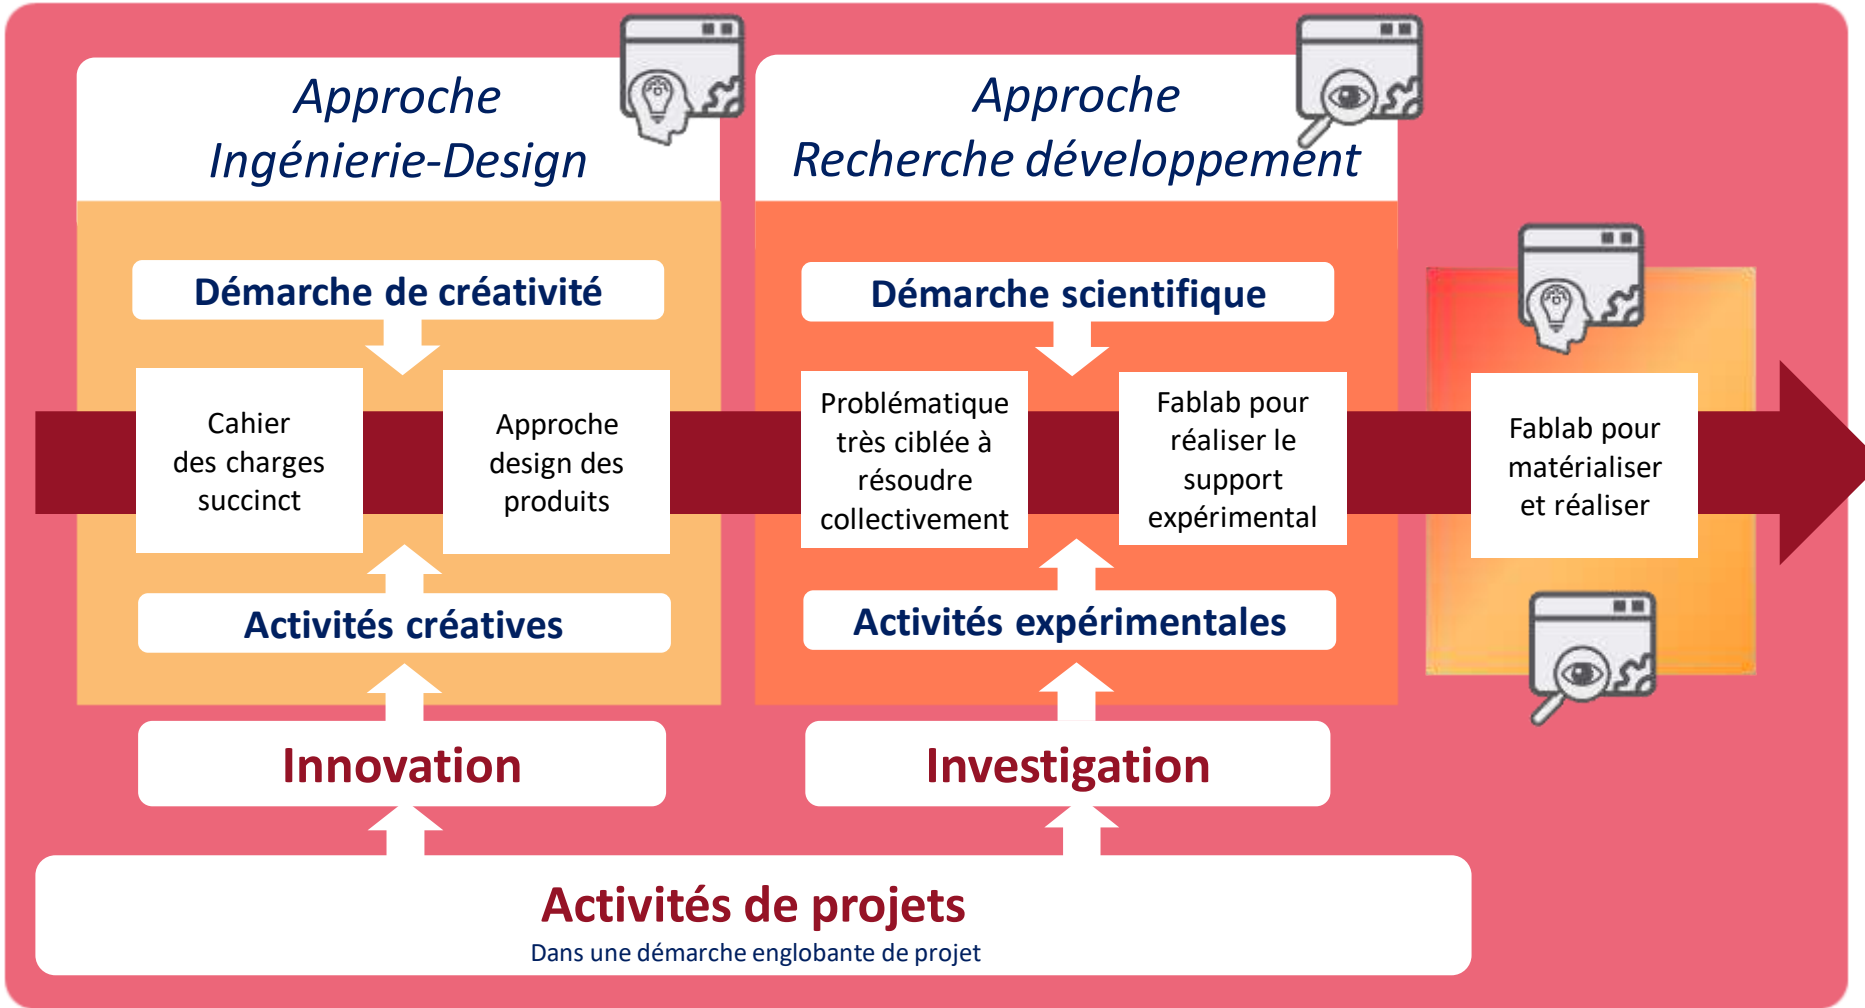 Approche
Ingénierie-Design
Démarche de créativité
Cahier
des charges
succinct
Approche
design des
produits
Activités créatives
Innovation
Approche
Recherche développement
Démarche scientifique
Problématique
très ciblée à
résoudre
collectivement
Fablab pour
réaliser le
support
expérimental
Activités expérimentales
Investigation
Fablab pour
matérialiser
et réaliser
Activités de projets
Dans une démarche englobante de projet